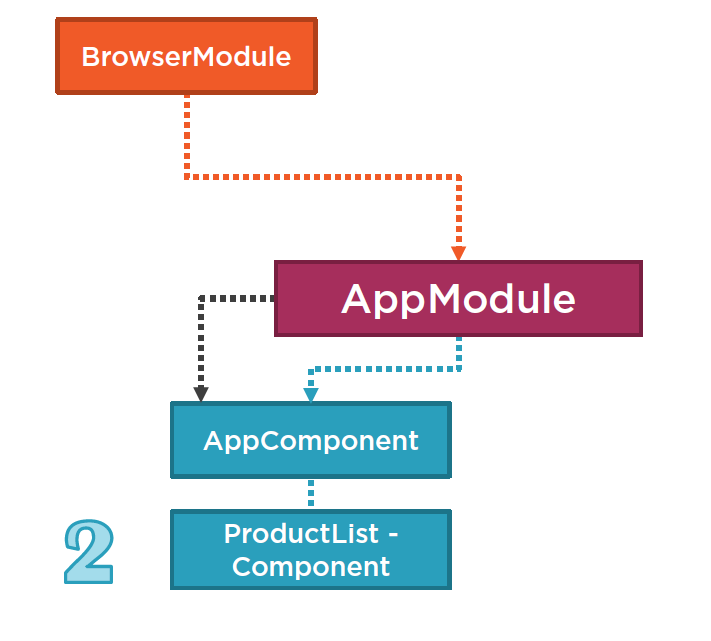 BrowserModule
AppModule
AppComponent
ProductList -
Component
2